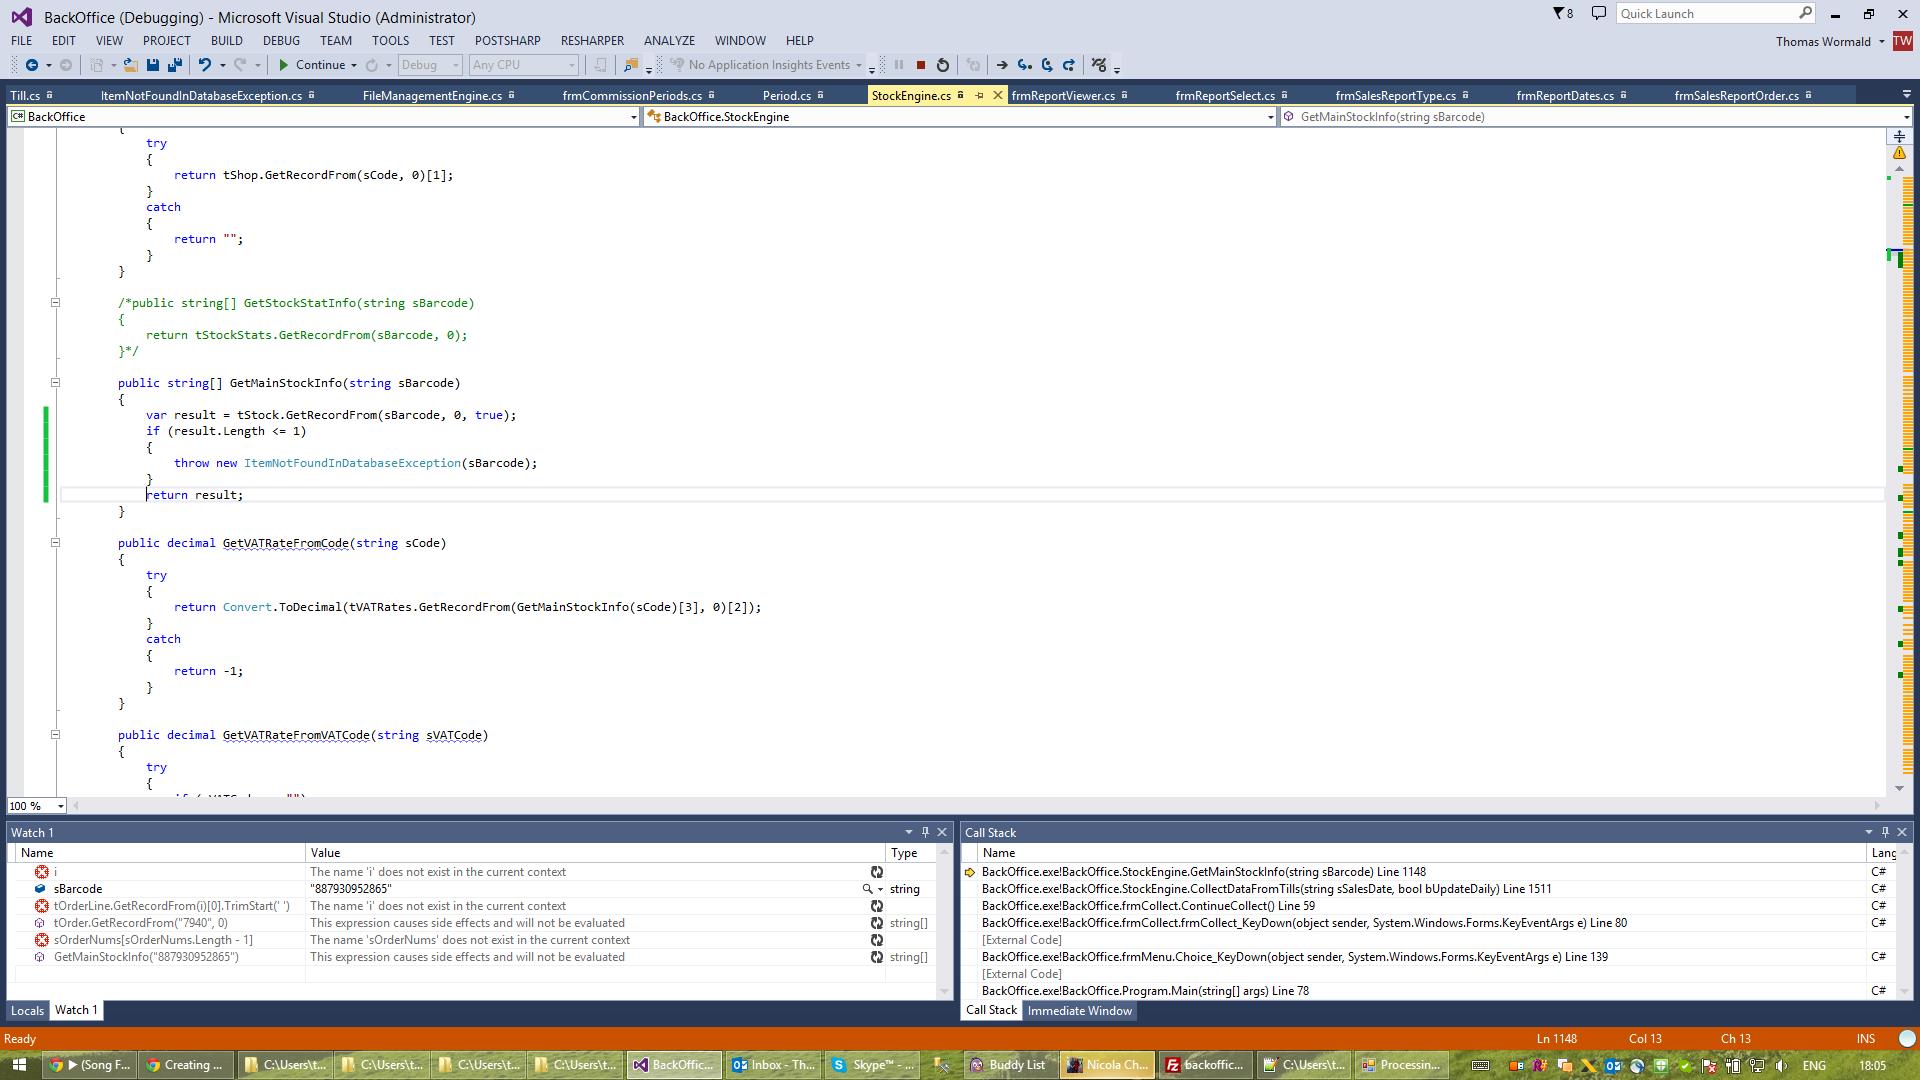 BackOffice (Debugging) - Microsoft Visual Studio (Administrator)
8
Quick Launch
FILE EDIT VIEW PROJECT BUILD DEBUG TEAM TOOLS TEST POSTSHARP RESHARPER ANALYZE WINDOW HELP
Thomas Wormald TW
Continue Debug Any CPU No Application Insights Events
Till.cs ItemNotFoundInDatabaseException.cs FileManagementEngine.cs frmCommissionPeriods.cs Period.cs StockEngine.cs frmReportViewer.cs frmReportSelect.cs frmSalesReportType.cs frmReportDates.cs frmSalesReportOrder.cs
C# BackOffice BackOffice.StockEngine GetMainStockInfo(string sBarcode)
{
try
{
return tShop.GetRecordFrom(sCode, 0)[1];
}
catch
{
return "";
}
}
/*public string[] GetStockStatInfo(string sBarcode)
{
return tStockStats.GetRecordFrom(sBarcode, 0);
}*/
public string[] GetMainStockInfo(string sBarcode)
{
var result = tStock.GetRecordFrom(sBarcode, 0, true);
if (result.Length <= 1)
{
throw new ItemNotFoundInDatabaseException(sBarcode);
}
return result;
}
public decimal GetVATRateFromCode(string sCode)
{
try
{
return Convert.ToDecimal(tVATRates.GetRecordFrom(GetMainStockInfo(sCode)[3], 0)[2]);
}
catch
{
return -1;
}
}
public decimal GetVATRateFromVATCode(string sVATCode)
{
try
{
100 %
Watch 1
Name Value Type
i The name 'i' does not exist in the current context
sBarcode "887930952865" string
tOrderLine.GetRecordFrom(i)[0].TrimStart(' ') The name 'i' does not exist in the current context
tOrder.GetRecordFrom("7940", 0) This expression causes side effects and will not be evaluated string[]
sOrderNums[sOrderNums.Length - 1] The name 'sOrderNums' does not exist in the current context
GetMainStockInfo("887930952865") This expression causes side effects and will not be evaluated string[]
Locals Watch 1
Call Stack
Name Lang
BackOffice.exe!BackOffice.StockEngine.GetMainStockInfo(string sBarcode) Line 1148 C#
BackOffice.exe!BackOffice.StockEngine.CollectDataFromTills(string sSalesDate, bool bUpdateDaily) Line 1511 C#
BackOffice.exe!BackOffice.frmCollect.ContinueCollect() Line 59 C#
BackOffice.exe!BackOffice.frmCollect.frmCollect_KeyDown(object sender, System.Windows.Forms.KeyEventArgs e) Line 80 C#
[External Code]
BackOffice.exe!BackOffice.frmMenu.Choice_KeyDown(object sender, System.Windows.Forms.KeyEventArgs e) Line 139 C#
[External Code]
BackOffice.exe!BackOffice.Program.Main(string[] args) Line 78 C#
Call Stack Immediate Window
Ready Ln 1148 Col 13 Ch 13 INS
(Song F... Creating ... C:\Users\t... C:\Users\t... C:\Users\t... C:\Users\t... BackOffic... Inbox - Th... Skype™ - ... Buddy List Nicola Ch... backoffic... C:\Users\t... Processin... ENG 18:05